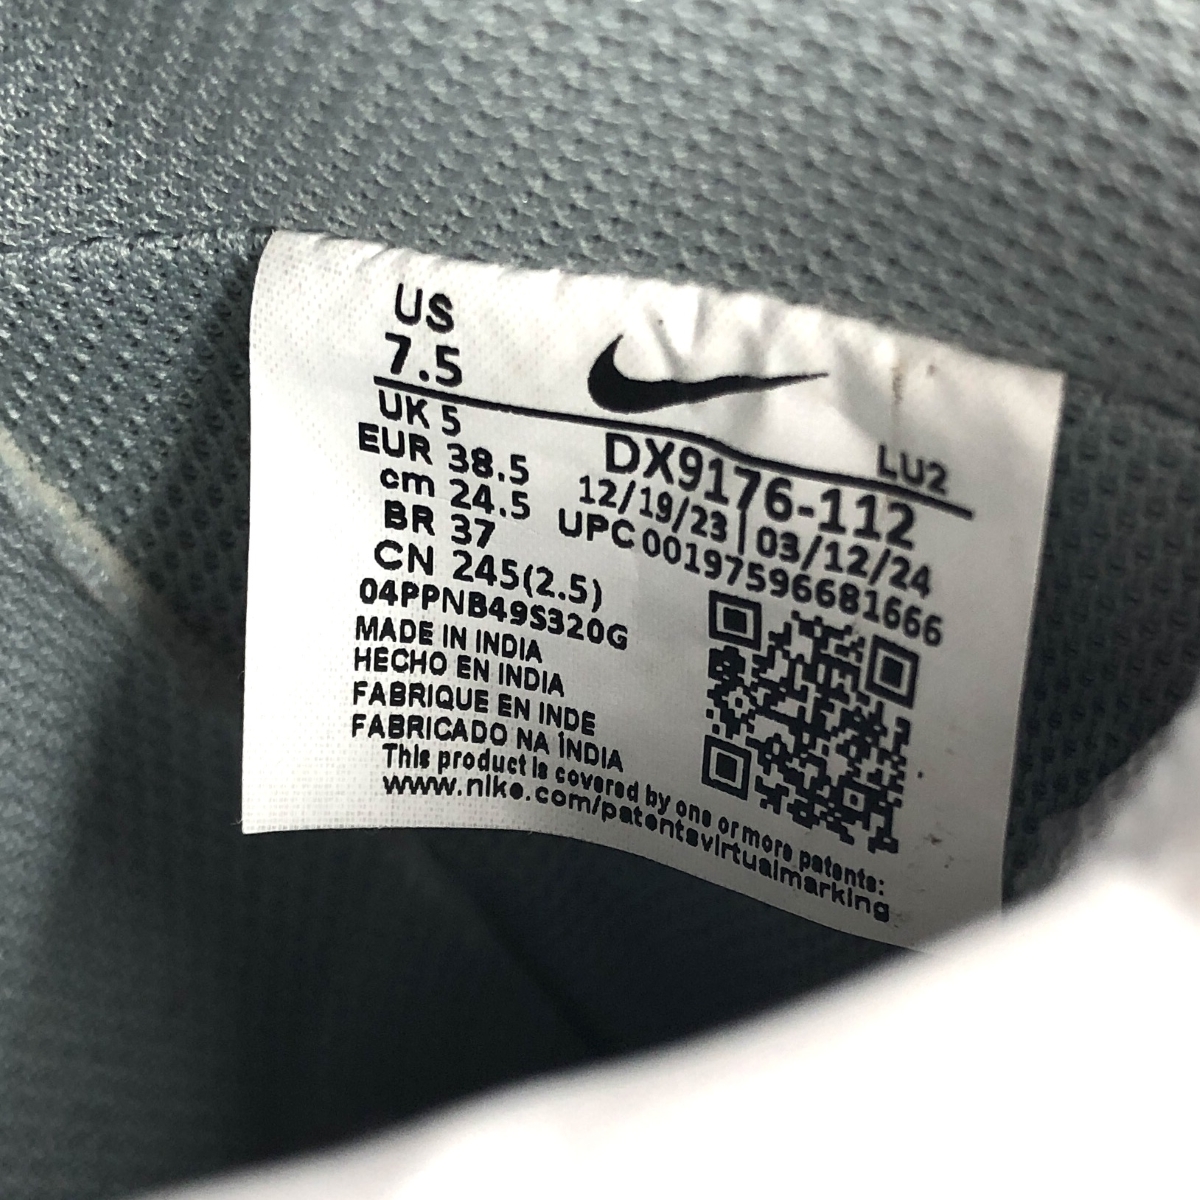 US
7.5
LU2
UK 5
EUR 38.5
cm 24.5
BR 37
CN 245(2.5)
DX9176-112
12/19/23 | 03/12/24
UPC 00197596681666
04PPNB49S320G
MADE IN INDIA
HECHO EN INDIA
FABRIQUE EN INDE
FABRICADO NA ÍNDIA
This product is covered by one or more patents:
www.nike.com/patentsvirtualmarking